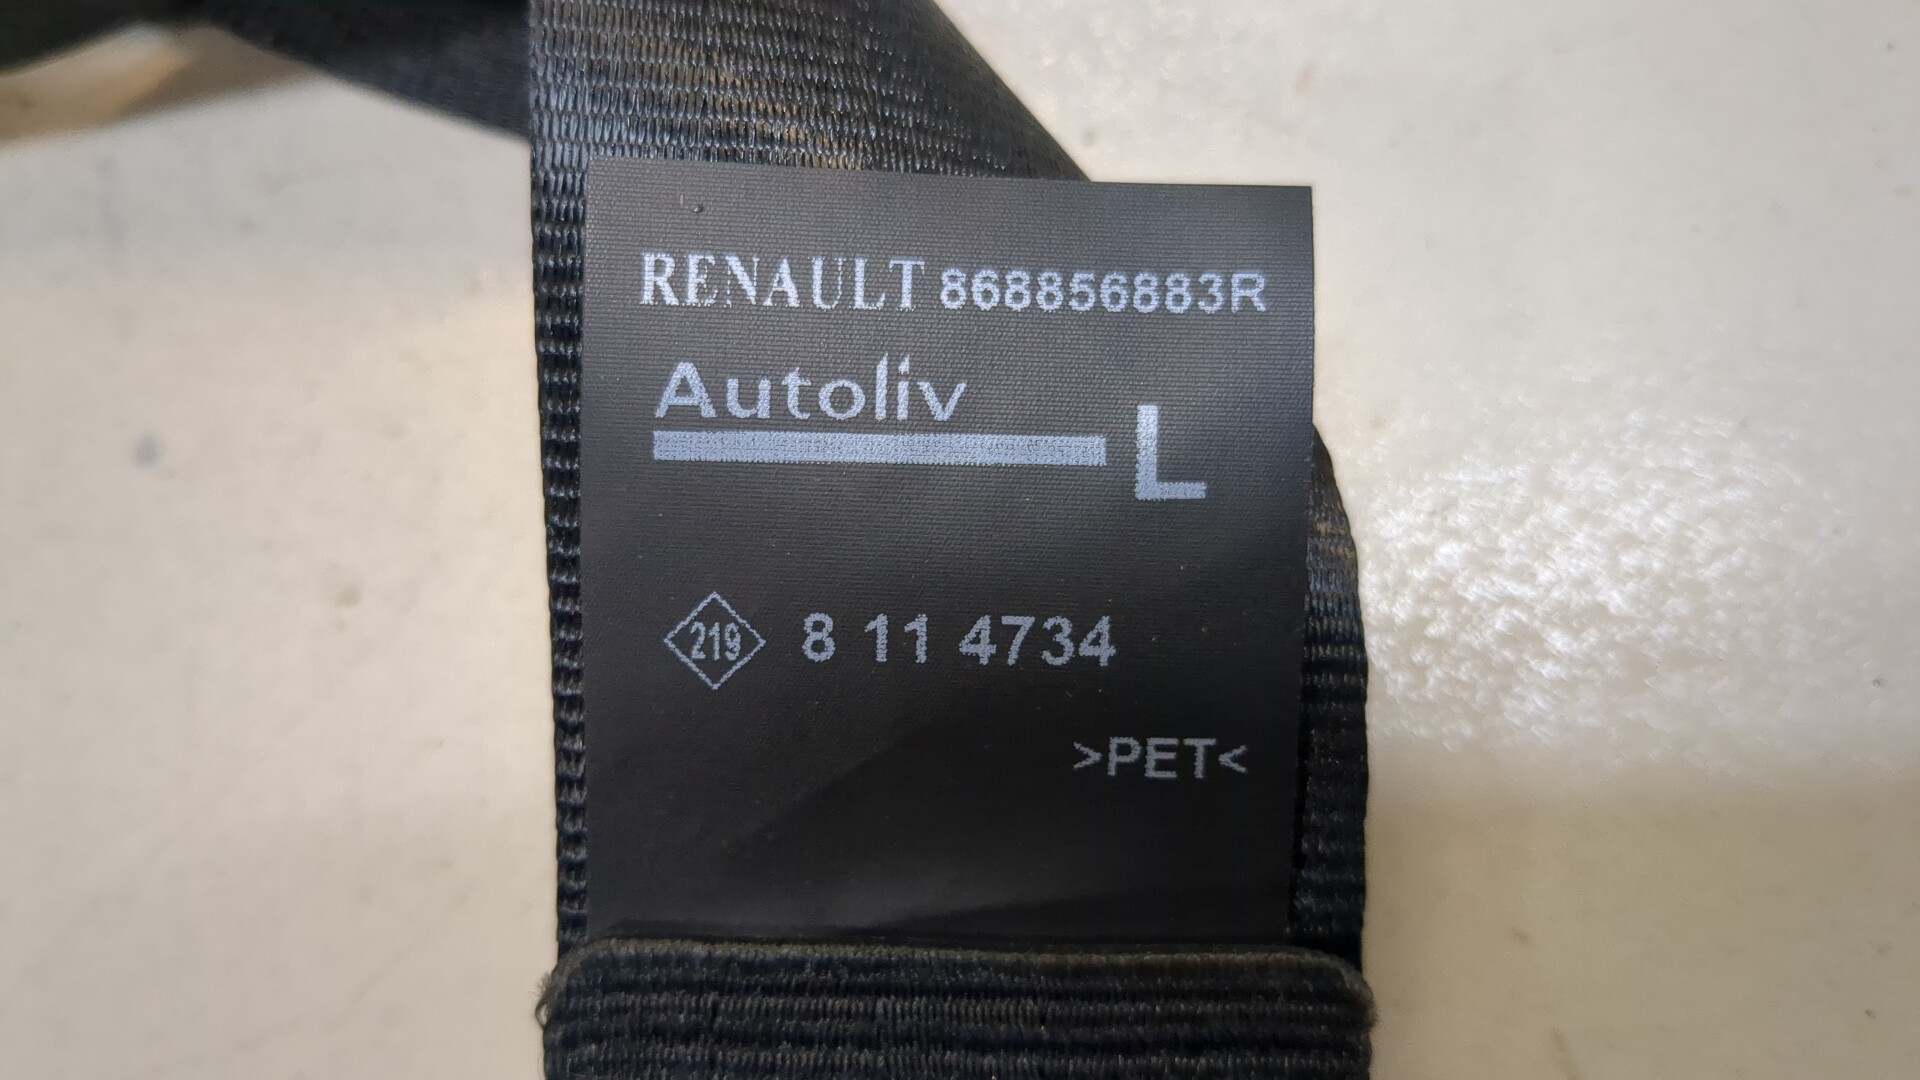 RENAULT 868856883R
Autoliv
L
219 8 11 4734
>PET<